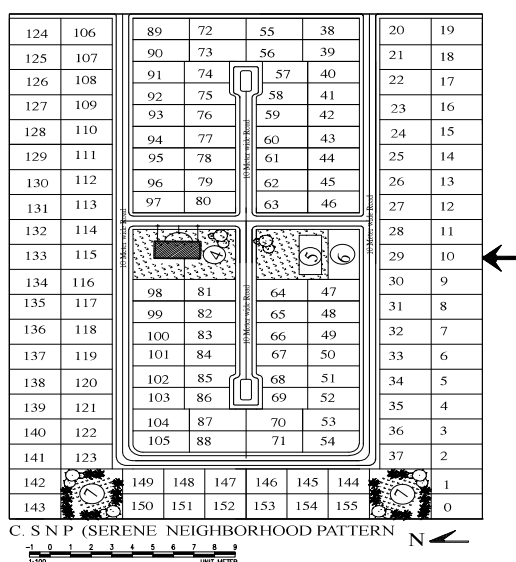 124 106 89 72 55 38 20 19
125 107 90 73 56 39 21 18
126 108 91 74 57 40 22 17
127 109 92 75 58 41 23 16
128 110 93 76 59 42 24 15
129 111 94 77 60 43 25 14
130 112 95 78 61 44 26 13
131 113 96 79 62 45 27 12
97 80 63 46
10 Meter wide Road
10 Meter wide Road
10 Meter wide Road
132 114 28 11
133 115 4 5 6 29 10
134 116 98 81 64 47 30 9
135 117 99 82 65 48 31 8
136 118 100 83 66 49 32 7
137 119 101 84 67 50 33 6
138 120 102 85 68 51 34 5
139 121 103 86 69 52 35 4
140 122 104 87 70 53 36 3
141 123 105 88 71 54 37 2
10 Meter wide Road
142 7 149 148 147 146 145 144 7 1
143 150 151 152 153 154 155 0
C. S N P (SERENE NEIGHBORHOOD PATTERN N
-1 0 1 2 3 4 5 6 7 8 9
1:100 UNIT METER